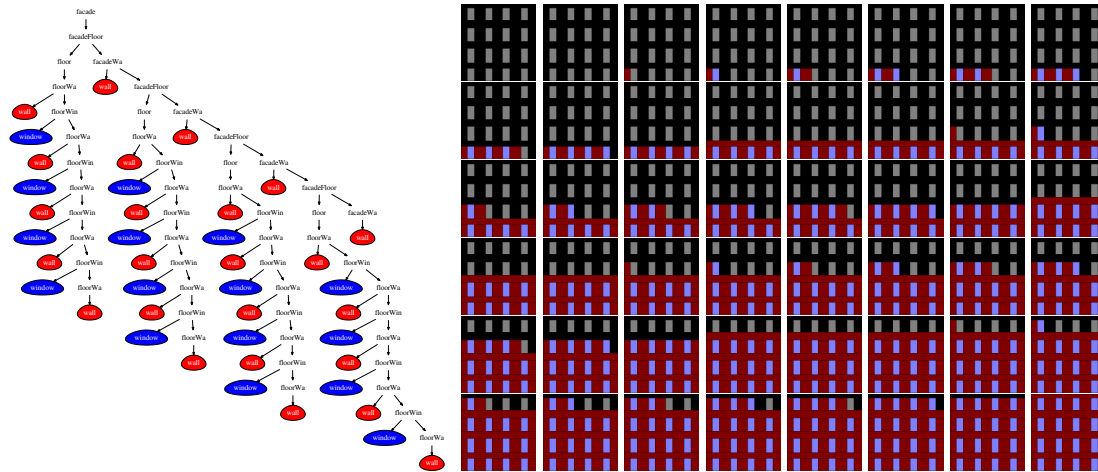 facade
facadeFloor
floor facadeWa
floorWa wall facadeFloor
wall floorWin floor facadeWa
window floorWa floorWa wall facadeFloor
wall floorWin wall floorWin floor facadeWa
window floorWa window floorWa floorWa wall facadeFloor
wall floorWin wall floorWin wall floorWin floor facadeWa
window floorWa window floorWa window floorWa floorWa wall
wall floorWin wall floorWin wall floorWin wall floorWin
window floorWa window floorWa window floorWa window floorWa
wall wall floorWin wall floorWin wall floorWin
window floorWa window floorWa window floorWa
wall wall floorWin wall floorWin
window floorWa window floorWa
wall wall floorWin
window floorWa
wall